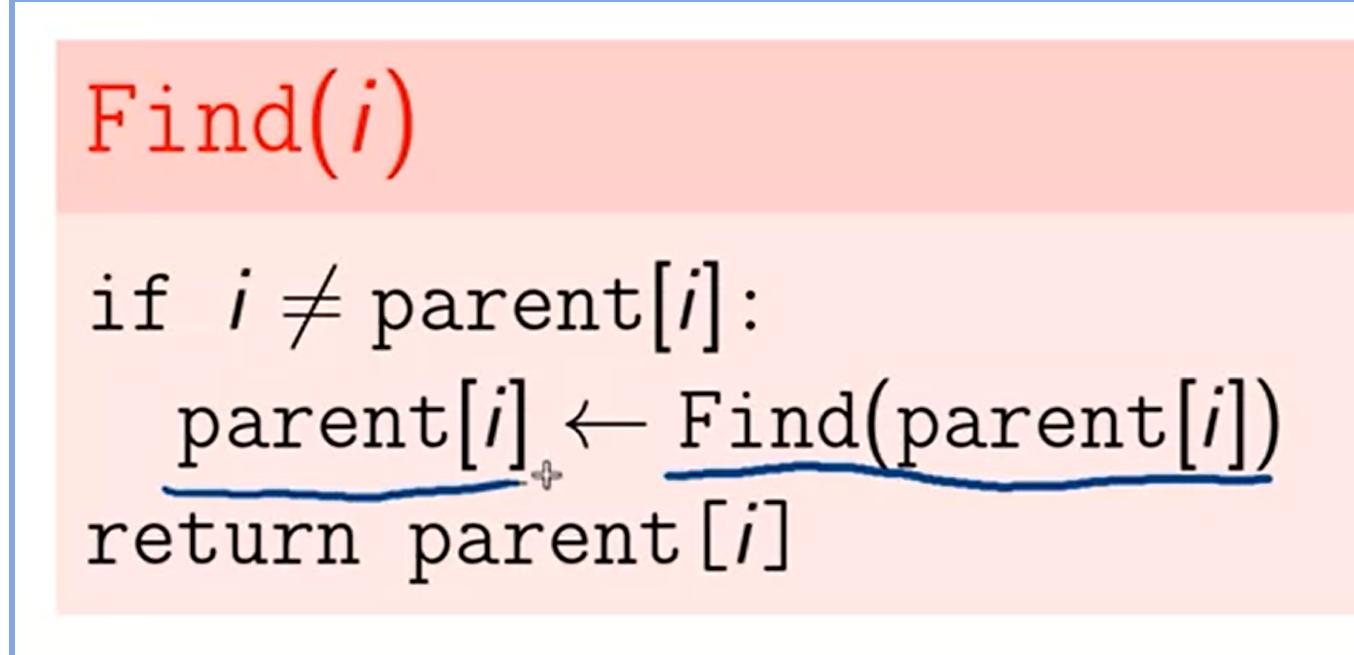 Find(i)
if i ≠ parent[i]:
parent[i] ← Find(parent[i])
return parent[i]